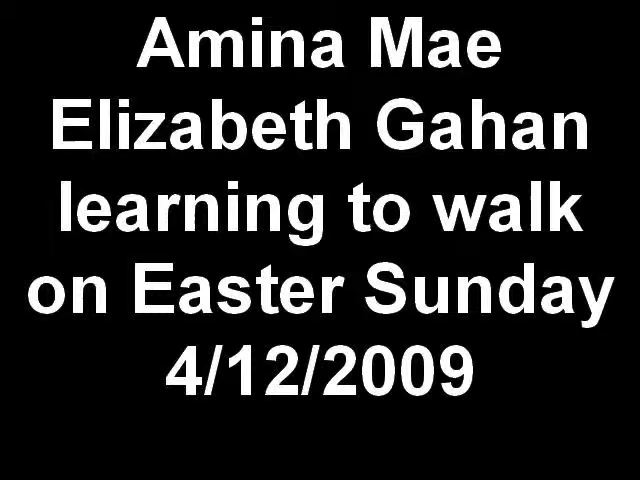 Amina Mae
Elizabeth Gahan
learning to walk
on Easter Sunday
4/12/2009